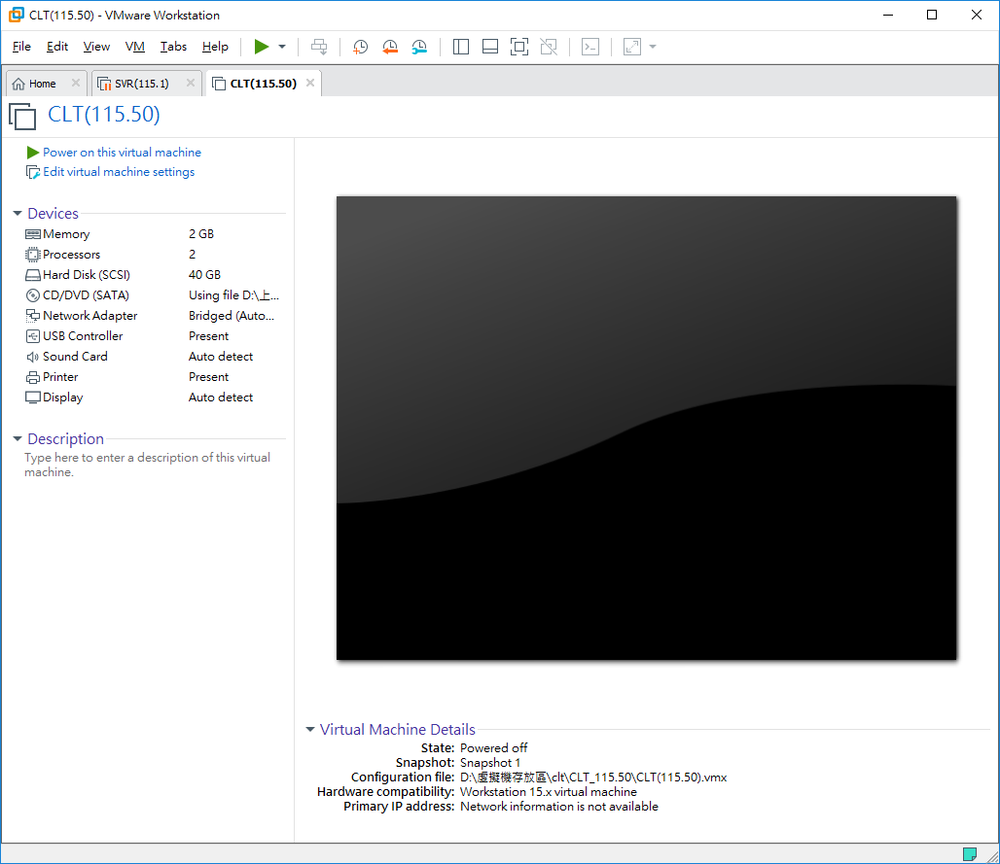 CLT(115.50) - VMware Workstation
File Edit View VM Tabs Help
Home SVR(115.1) CLT(115.50)
CLT(115.50)
Power on this virtual machine
Edit virtual machine settings
Devices
Memory 2 GB
Processors 2
Hard Disk (SCSI) 40 GB
CD/DVD (SATA) Using file D:\上...
Network Adapter Bridged (Auto...
USB Controller Present
Sound Card Auto detect
Printer Present
Display Auto detect
Description
Type here to enter a description of this virtual
machine.
Virtual Machine Details
State: Powered off
Snapshot: Snapshot 1
Configuration file: D:\虛擬機存放區\clt\CLT_115.50\CLT(115.50).vmx
Hardware compatibility: Workstation 15.x virtual machine
Primary IP address: Network information is not available